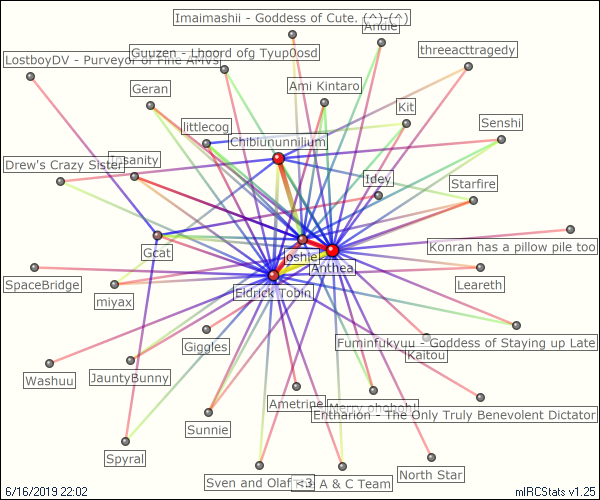 Imaimashii - Goddess of Cute. (^)-(^)
Andle
Guuzen - Lhoord ofg Tyup0osd
threeacttragedy
LostboyDV - Purveyor of Fine AMVs
Geran
Ami Kintaro
Kit
littlecog
Senshi
Chibiununnilium
Drew's Crazy Sister
Insanity
Idey
Starfire
Konran has a pillow pile too
Gcat
Joshie
Anthea
SpaceBridge
miyax
Eldrick Tobin
Leareth
Giggles
Fuminfukyuu - Goddess of Staying up Late
Kaitou
Washuu
JauntyBunny
Ametrine
Merry ohohoh!
Entharion - The Only Truly Benevolent Dictator
Sunnie
Spyral
Sven and Olaf <3
A & C Team
North Star
6/16/2019 22:02
mIRCStats v1.25